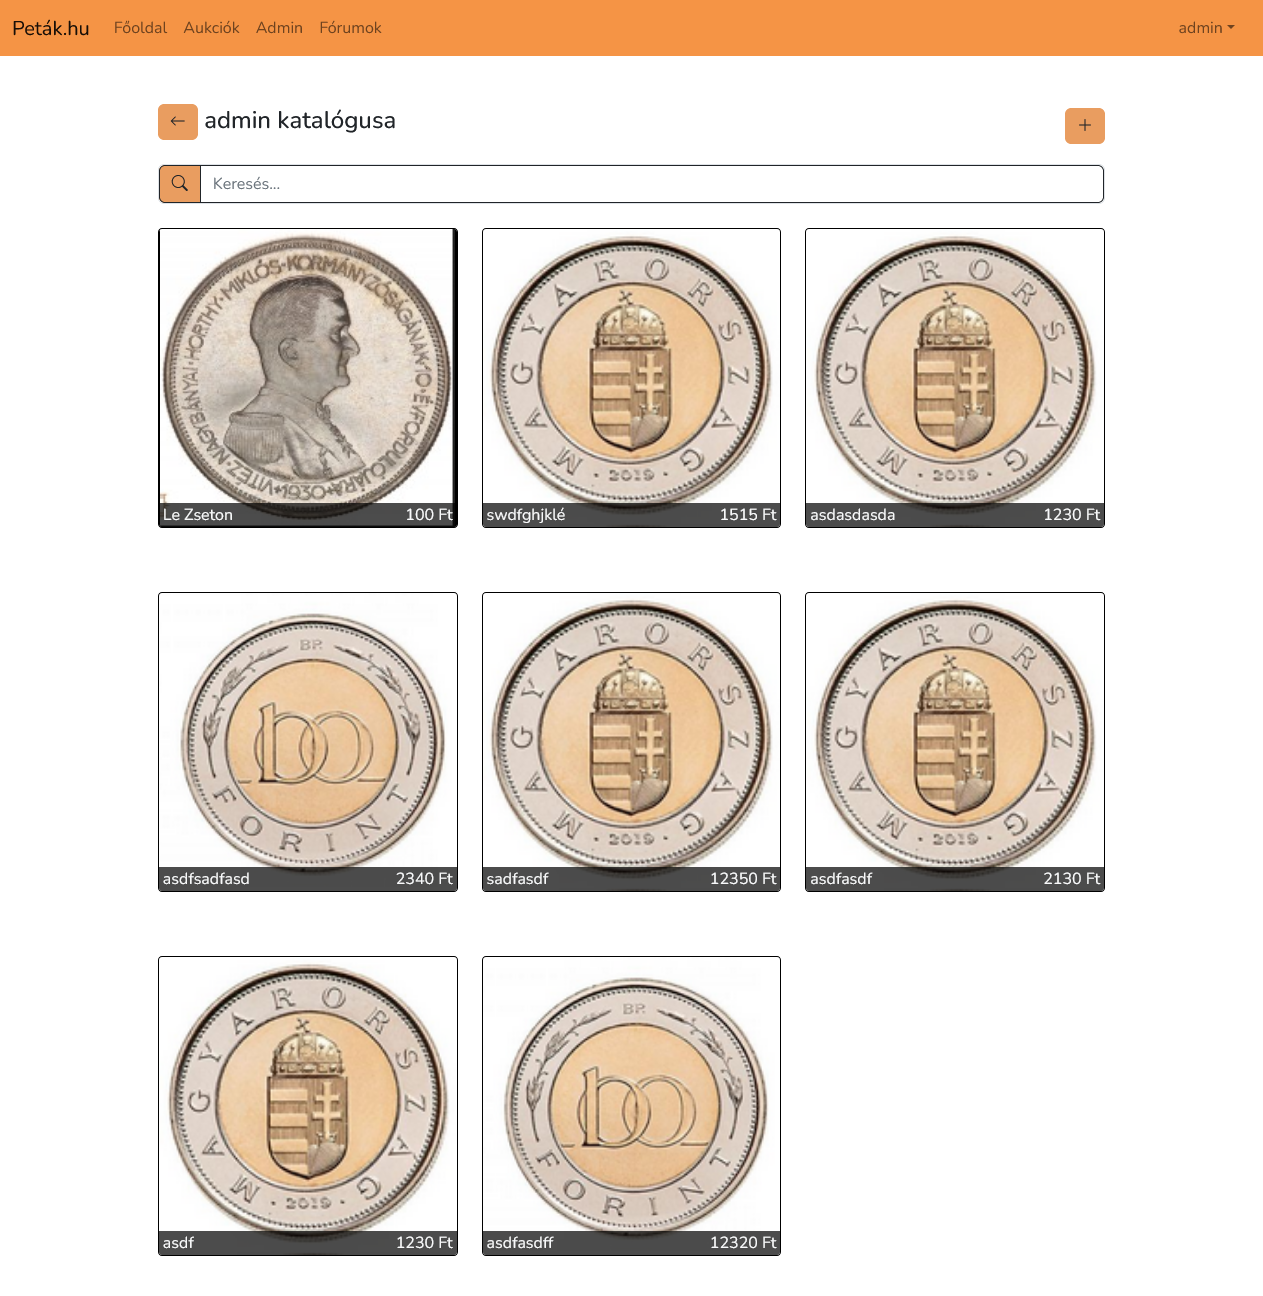 Peták.hu Főoldal Aukciók Admin Fórumok admin
admin katalógusa
Keresés...
VITÉZ·NAGYBÁNYAI·HORTHY·MIKLÓS·KORMÁNYZÓSÁGÁNAK·10·ÉVFORDULÓJÁRA
1930
Le Zseton 100 Ft
MAGYARORSZÁG
· 2019 ·
swdfghjklé 1515 Ft
MAGYARORSZÁG
· 2019 ·
asdasdasda 1230 Ft
BP.
100
FORINT
asdfsadfasd 2340 Ft
MAGYARORSZÁG
· 2019 ·
sadfasdf 12350 Ft
MAGYARORSZÁG
· 2019 ·
asdfasdf 2130 Ft
MAGYARORSZÁG
· 2019 ·
asdf 1230 Ft
BP.
100
FORINT
asdfasdff 12320 Ft